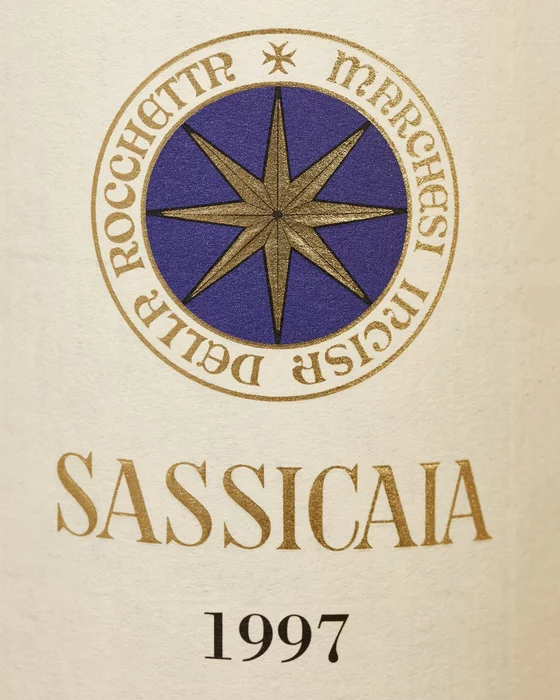 MARCHESI INCISA DELLA ROCCHETTA
SASSICAIA
1997